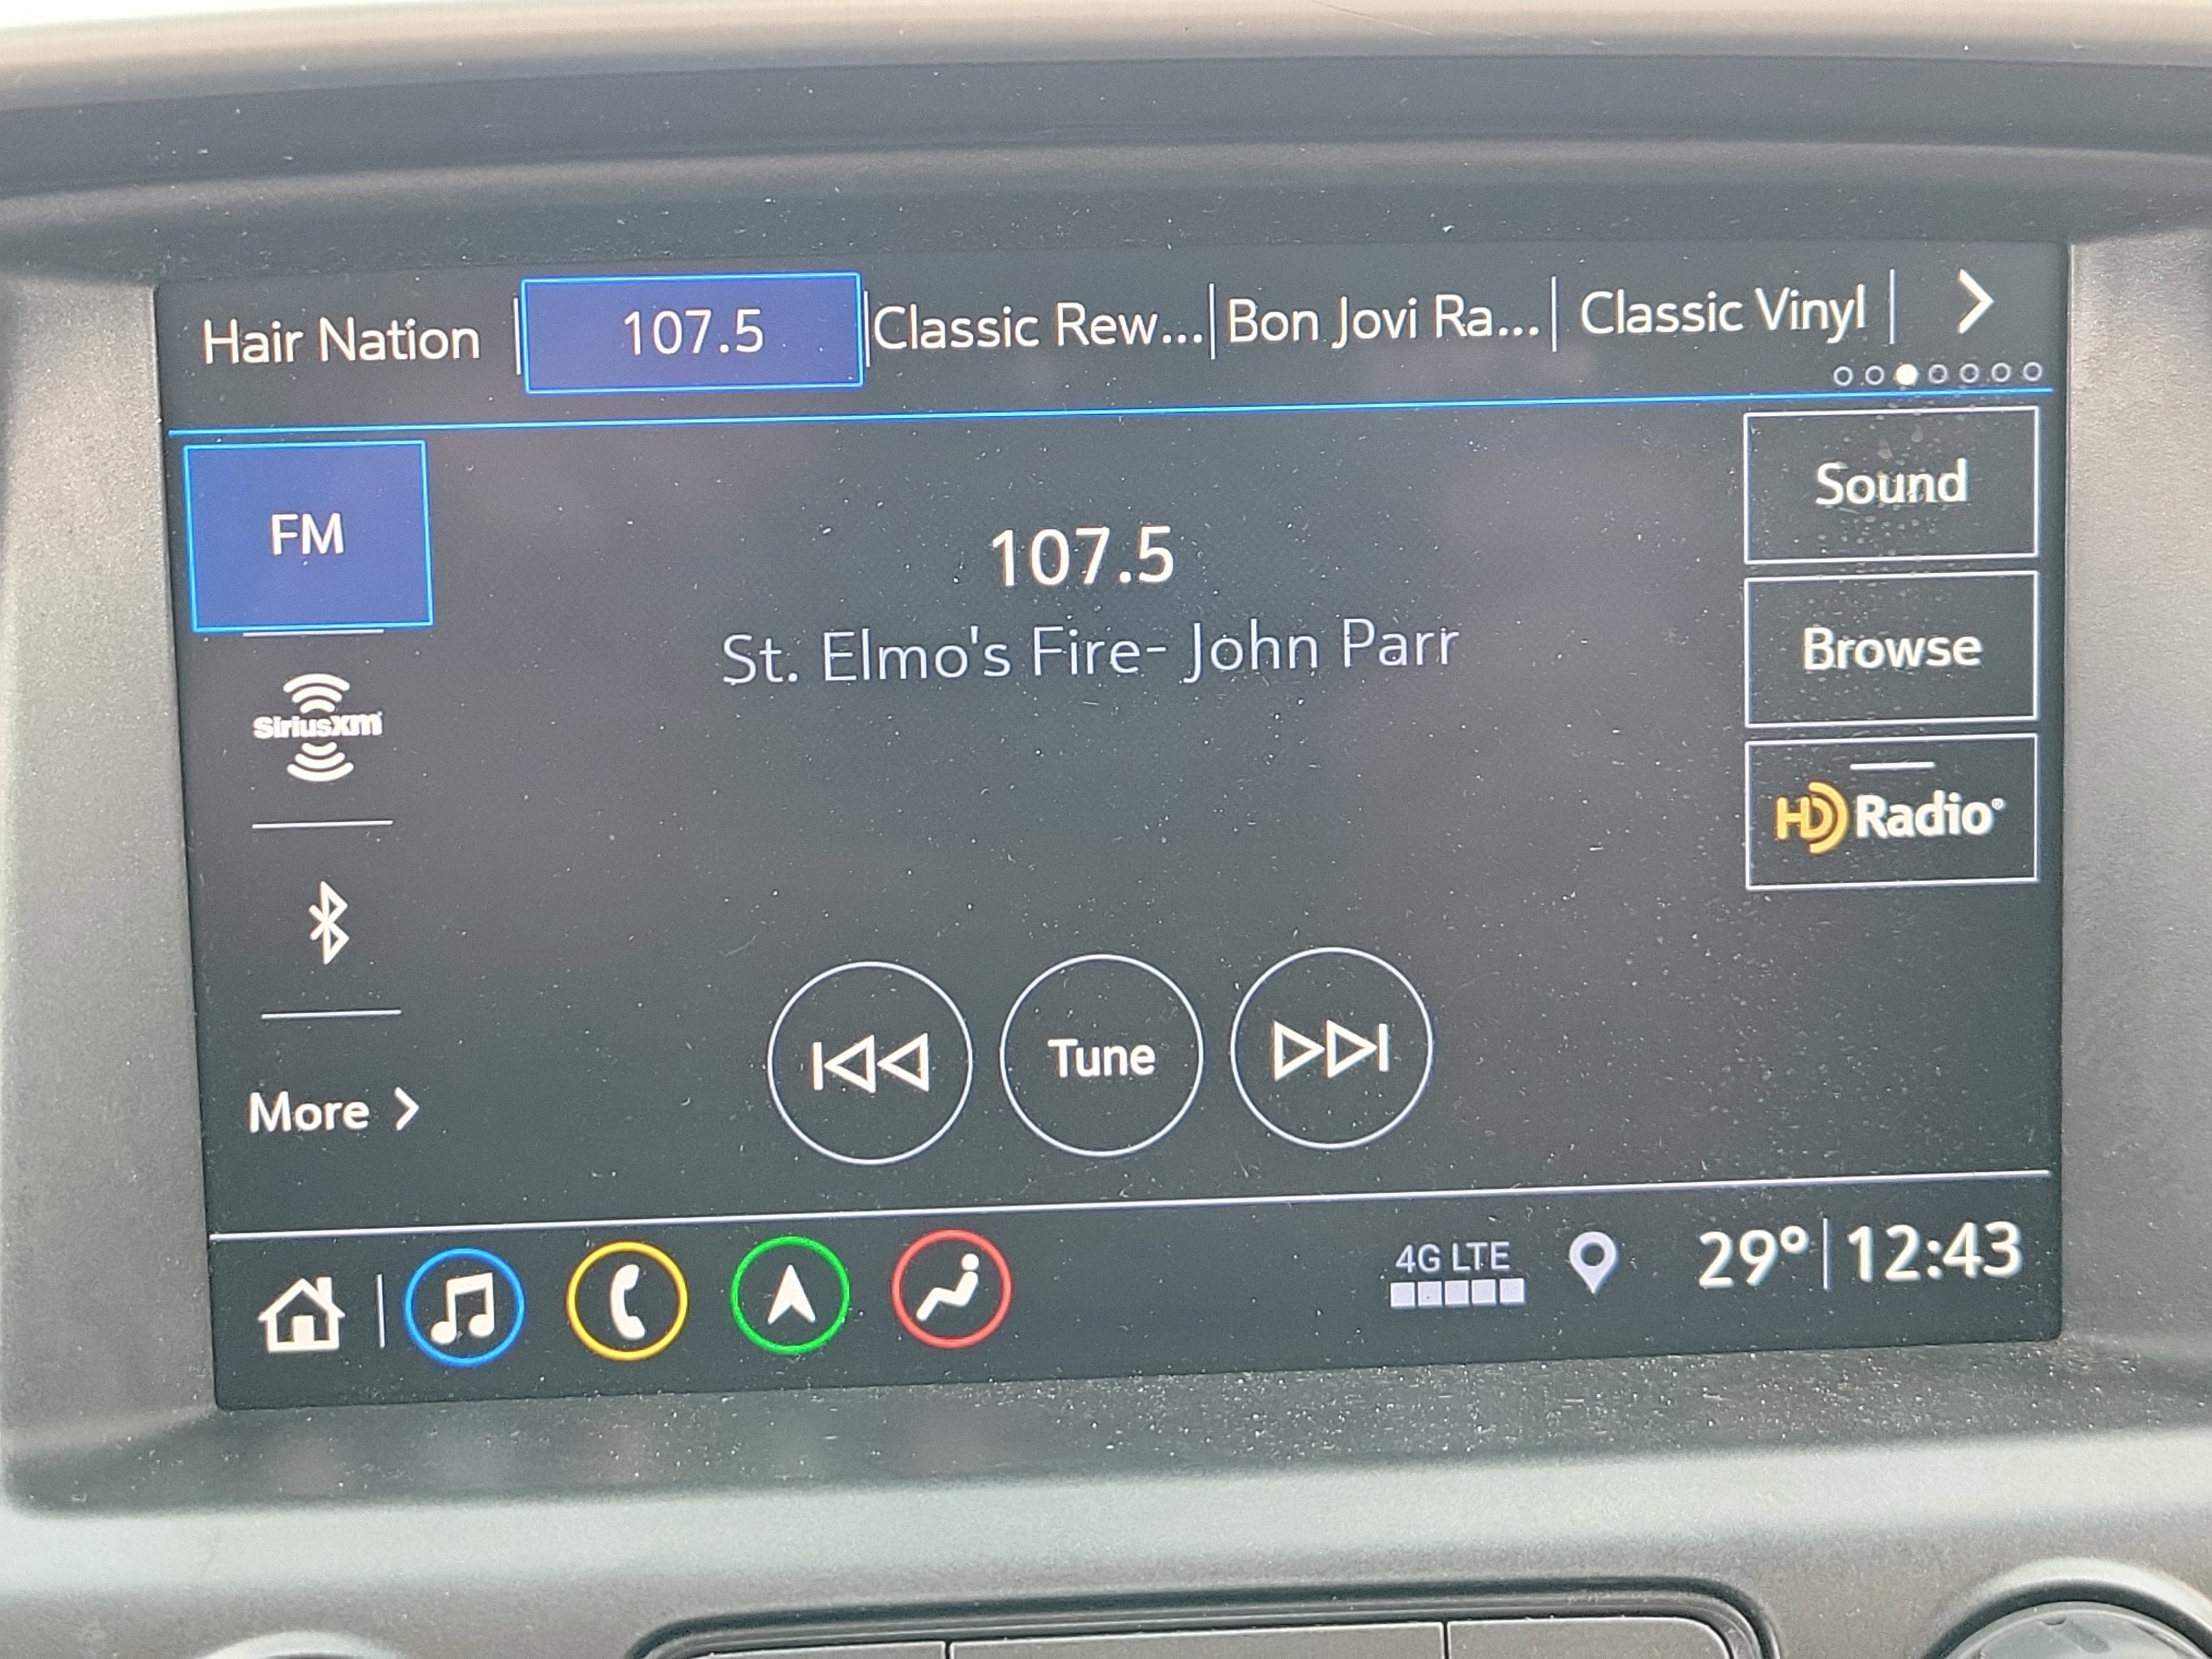 Hair Nation | 107.5 | Classic Rew... | Bon Jovi Ra... | Classic Vinyl
FM
Sound
107.5
St. Elmo's Fire- John Parr
Browse
SiriusXm
HD Radio®
Tune
More >
4G LTE
29° | 12:43